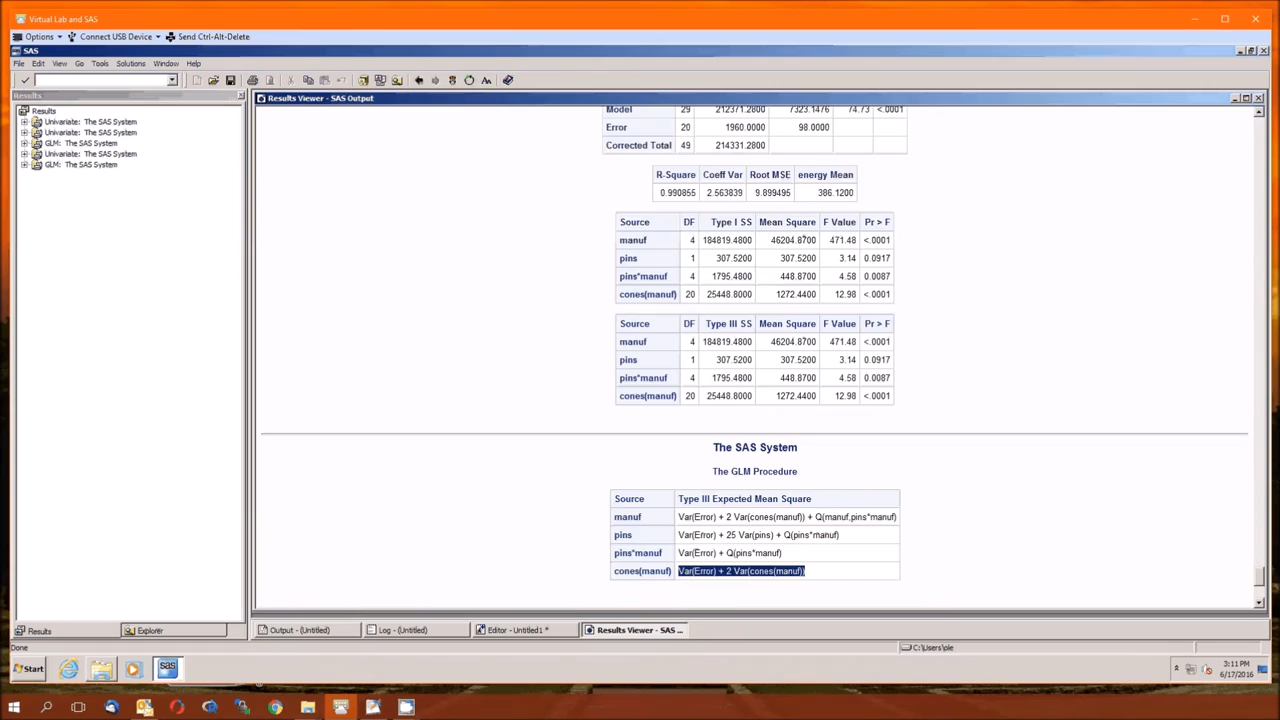 Virtual Lab and SAS
Options Connect USB Device Send Ctrl-Alt-Delete
SAS
File Edit View Go Tools Solutions Window Help
Results
Results Viewer - SAS Output
Results
Univariate: The SAS System
Univariate: The SAS System
GLM: The SAS System
Univariate: The SAS System
GLM: The SAS System
Model 29 212371.2800 7323.1476 74.73 <.0001
Error 20 1960.0000 98.0000
Corrected Total 49 214331.2800
R-Square Coeff Var Root MSE energy Mean
0.990855 2.563839 9.899495 386.1200
Source DF Type I SS Mean Square F Value Pr > F
manuf 4 184819.4800 46204.8700 471.48 <.0001
pins 1 307.5200 307.5200 3.14 0.0917
pins*manuf 4 1795.4800 448.8700 4.58 0.0087
cones(manuf) 20 25448.8000 1272.4400 12.98 <.0001
Source DF Type III SS Mean Square F Value Pr > F
manuf 4 184819.4800 46204.8700 471.48 <.0001
pins 1 307.5200 307.5200 3.14 0.0917
pins*manuf 4 1795.4800 448.8700 4.58 0.0087
cones(manuf) 20 25448.8000 1272.4400 12.98 <.0001
The SAS System
The GLM Procedure
Source Type III Expected Mean Square
manuf Var(Error) + 2 Var(cones(manuf)) + Q(manuf,pins*manuf)
pins Var(Error) + 25 Var(pins) + Q(pins*manuf)
pins*manuf Var(Error) + Q(pins*manuf)
cones(manuf) Var(Error) + 2 Var(cones(manuf))
Results Explorer
Output - (Untitled) Log - (Untitled) Editor - Untitled1 * Results Viewer - SAS ...
Done
C:\Users\ple
Start
sas
3:11 PM
6/17/2016